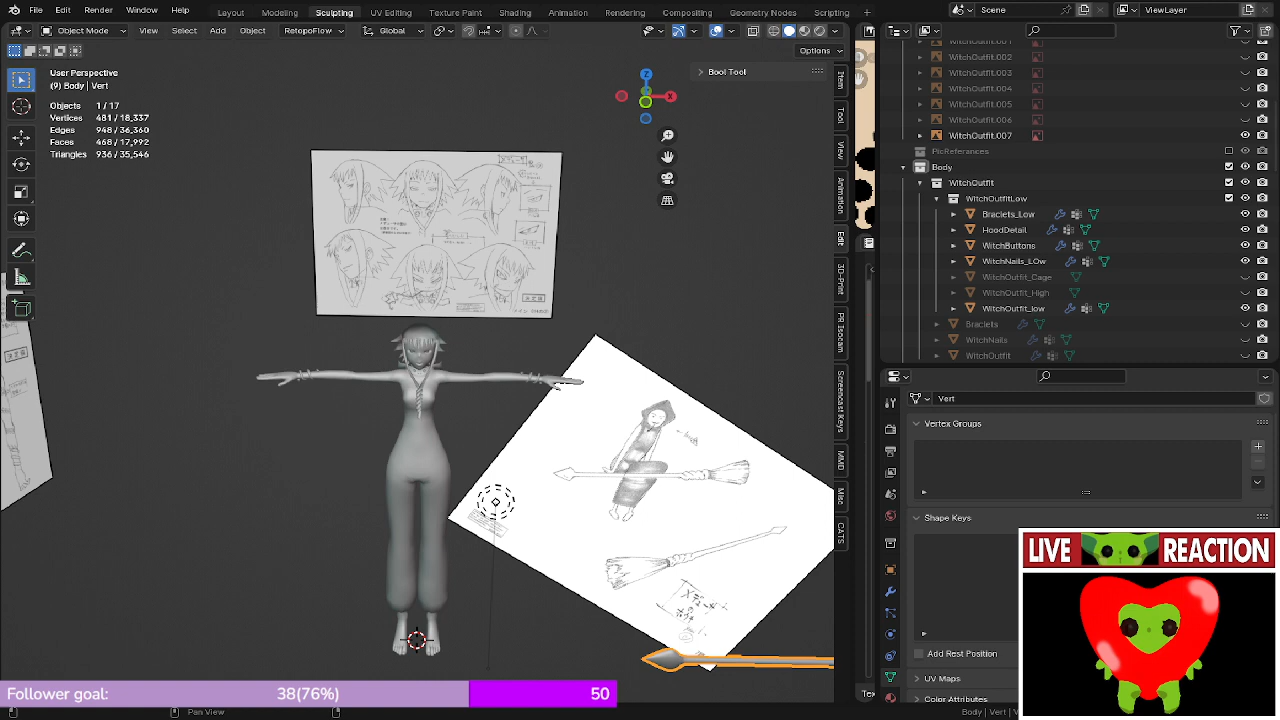 File Edit Render Window Help Layout Modeling Sculpting UV Editing Texture Paint Shading Animation Rendering Compositing Geometry Nodes Scripting + Scene ViewLayer
Object Mode View Select Add Object RetopoFlow Global
Options
User Perspective
(9) Body | Vert
Objects 1/17
Vertices 481/18,337
Edges 948/36,360
Faces 468/17,992
Triangles 936/35,546
Bool Tool
Z
X
Item
Tool
View
Animation
Edit
3D-Print
PR Isocam
Screencast Keys
MMD
Misc
CATS
WitchOutfit.002
WitchOutfit.003
WitchOutfit.004
WitchOutfit.005
WitchOutfit.006
WitchOutfit.007
PicReferances
Body
WitchOutfit
WitchOutfitLow
Braclets_Low
HoodDetail
WitchButtons
WitchNails_LOw
WitchOutfit_Cage
WitchOutfit_High
WitchOutfit_low
Braclets
WitchNails
WitchOutfit
Vert
Vertex Groups
Shape Keys
Add Rest Position
UV Maps
Color Attributes
LIVE REACTION
Follower goal: 38(76%) 50
Pan View
Body | Vert